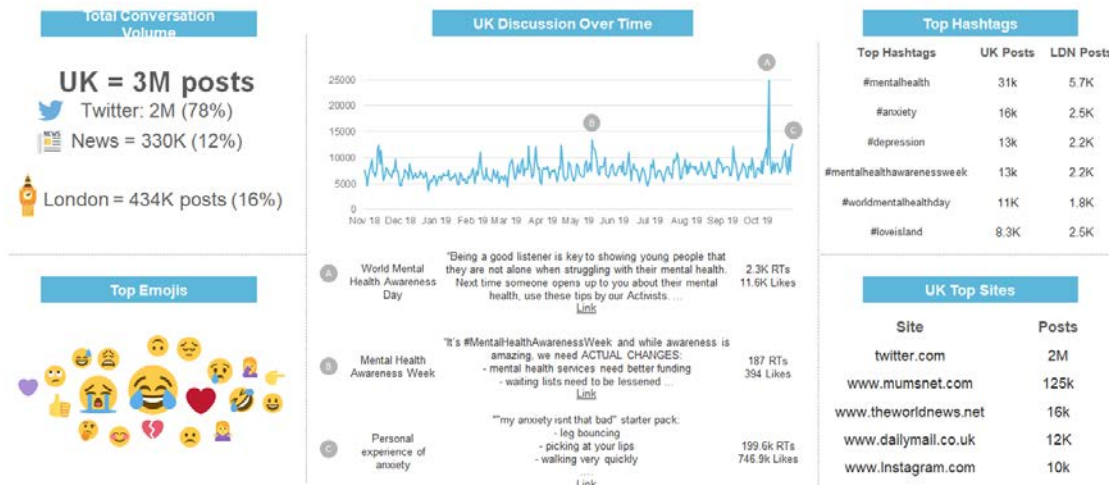 Total Conversation
Volume
UK = 3M posts
Twitter: 2M (78%)
NEWS
News = 330K (12%)
London = 434K posts (16%)
Top Emojis
UK Discussion Over Time
A
B
C
25000
20000
15000
10000
5000
0
Nov 18 Dec 18 Jan 19 Feb 19 Mar 19 Apr 19 May 19 Jun 19 Jul 19 Aug 19 Sep 19 Oct 19
A
World Mental
Health Awareness
Day
"Being a good listener is key to showing young people that
they are not alone when struggling with their mental health.
Next time someone opens up to you about their mental
health, use these tips by our Activists. ...
Link
2.3K RTs
11.6K Likes
B
Mental Health
Awareness Week
"It's #MentalHealthAwarenessWeek and while awareness is
amazing, we need ACTUAL CHANGES:
- mental health services need better funding
- waiting lists need to be lessened ...
Link
187 RTs
394 Likes
C
Personal
experience of
anxiety
""my anxiety isnt that bad" starter pack:
- leg bouncing
- picking at your lips
- walking very quickly
....
Link
199.6k RTs
746.9k Likes
Top Hashtags
Top Hashtags UK Posts LDN Posts
#mentalhealth 31k 5.7K
#anxiety 16k 2.5K
#depression 13k 2.2K
#mentalhealthawarenessweek 13k 2.2K
#worldmentalhealthday 11K 1.8K
#loveisland 8.3K 2.5K
UK Top Sites
Site Posts
twitter.com 2M
www.mumsnet.com 125k
www.theworldnews.net 16k
www.dailymail.co.uk 12K
www.Instagram.com 10k